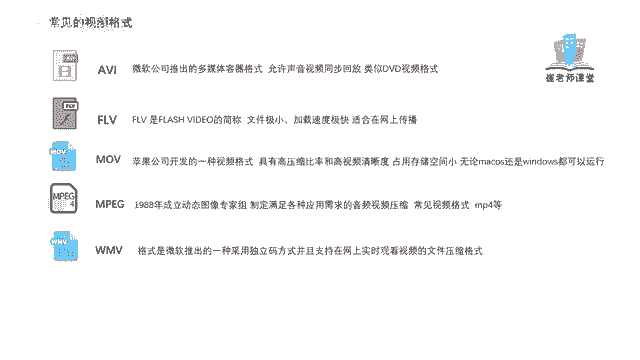 常见的视频格式
崔老师课堂
AVI 微软公司推出的多媒体容器格式 允许声音视频同步回放 类似DVD视频格式
FLV FLV 是FLASH VIDEO的简称 文件极小、加载速度极快 适合在网上传播
MOV MOV 苹果公司开发的一种视频格式 具有高压缩比率和高视频清晰度 占用存储空间小 无论macos还是windows都可以运行
MPEG 4 MPEG 1988年成立动态图像专家组 制定满足各种应用需求的音频视频压缩 常见视频格式 mp4等
WMV WMV 格式是微软推出的一种采用独立码方式并且支持在网上实时观看视频的文件压缩格式